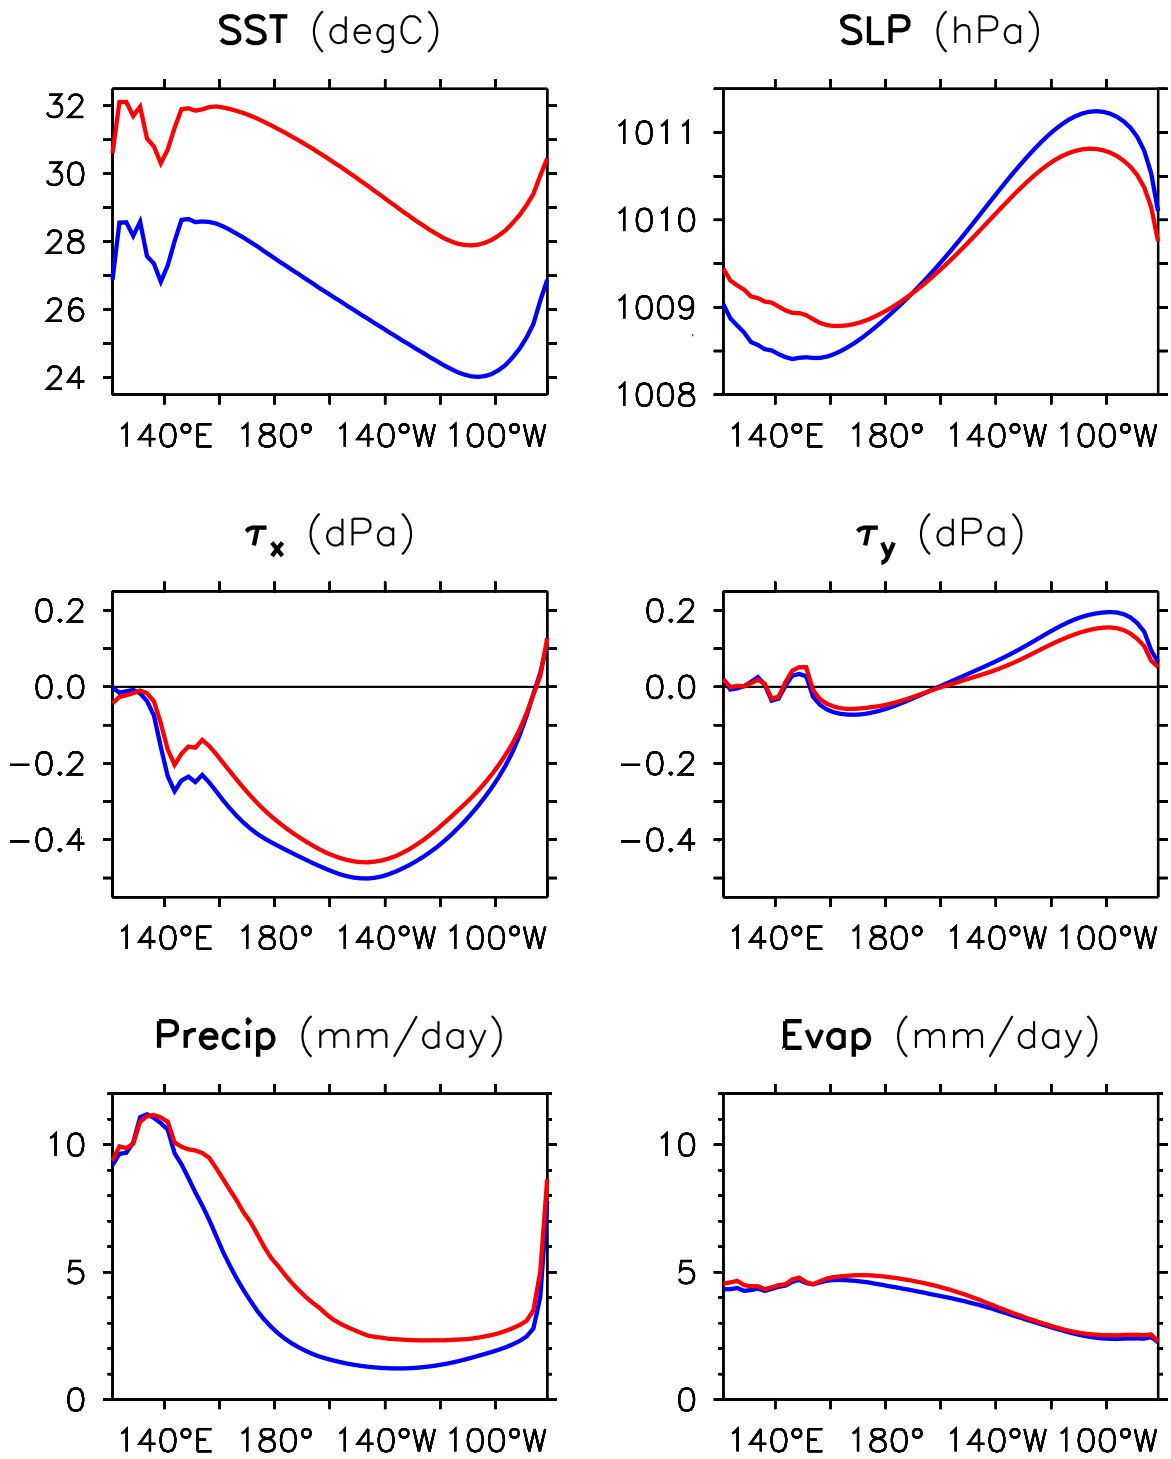 SST (degC)
32
30
28
26
24
140°E 180° 140°W 100°W
SLP (hPa)
1011
1010
1009
1008
140°E 180° 140°W 100°W
τx (dPa)
0.2
0.0
−0.2
−0.4
140°E 180° 140°W 100°W
τy (dPa)
0.2
0.0
−0.2
−0.4
140°E 180° 140°W 100°W
Precip (mm/day)
10
5
0
140°E 180° 140°W 100°W
Evap (mm/day)
10
5
0
140°E 180° 140°W 100°W